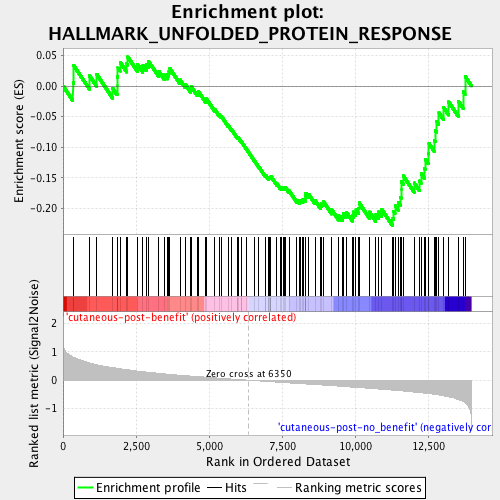 Enrichment plot:
HALLMARK_UNFOLDED_PROTEIN_RESPONSE
Enrichment score (ES)
0.05
0.00
-0.05
-0.10
-0.15
-0.20
'cutaneous-post-benefit' (positively correlated)
Ranked list metric (Signal2Noise)
2
1
0
-1
Zero cross at 6350
'cutaneous-post-no_benefit' (negatively cor
0
2,500
5,000
7,500
10,000
12,500
Rank in Ordered Dataset
Enrichment profile
Hits
Ranking metric scores